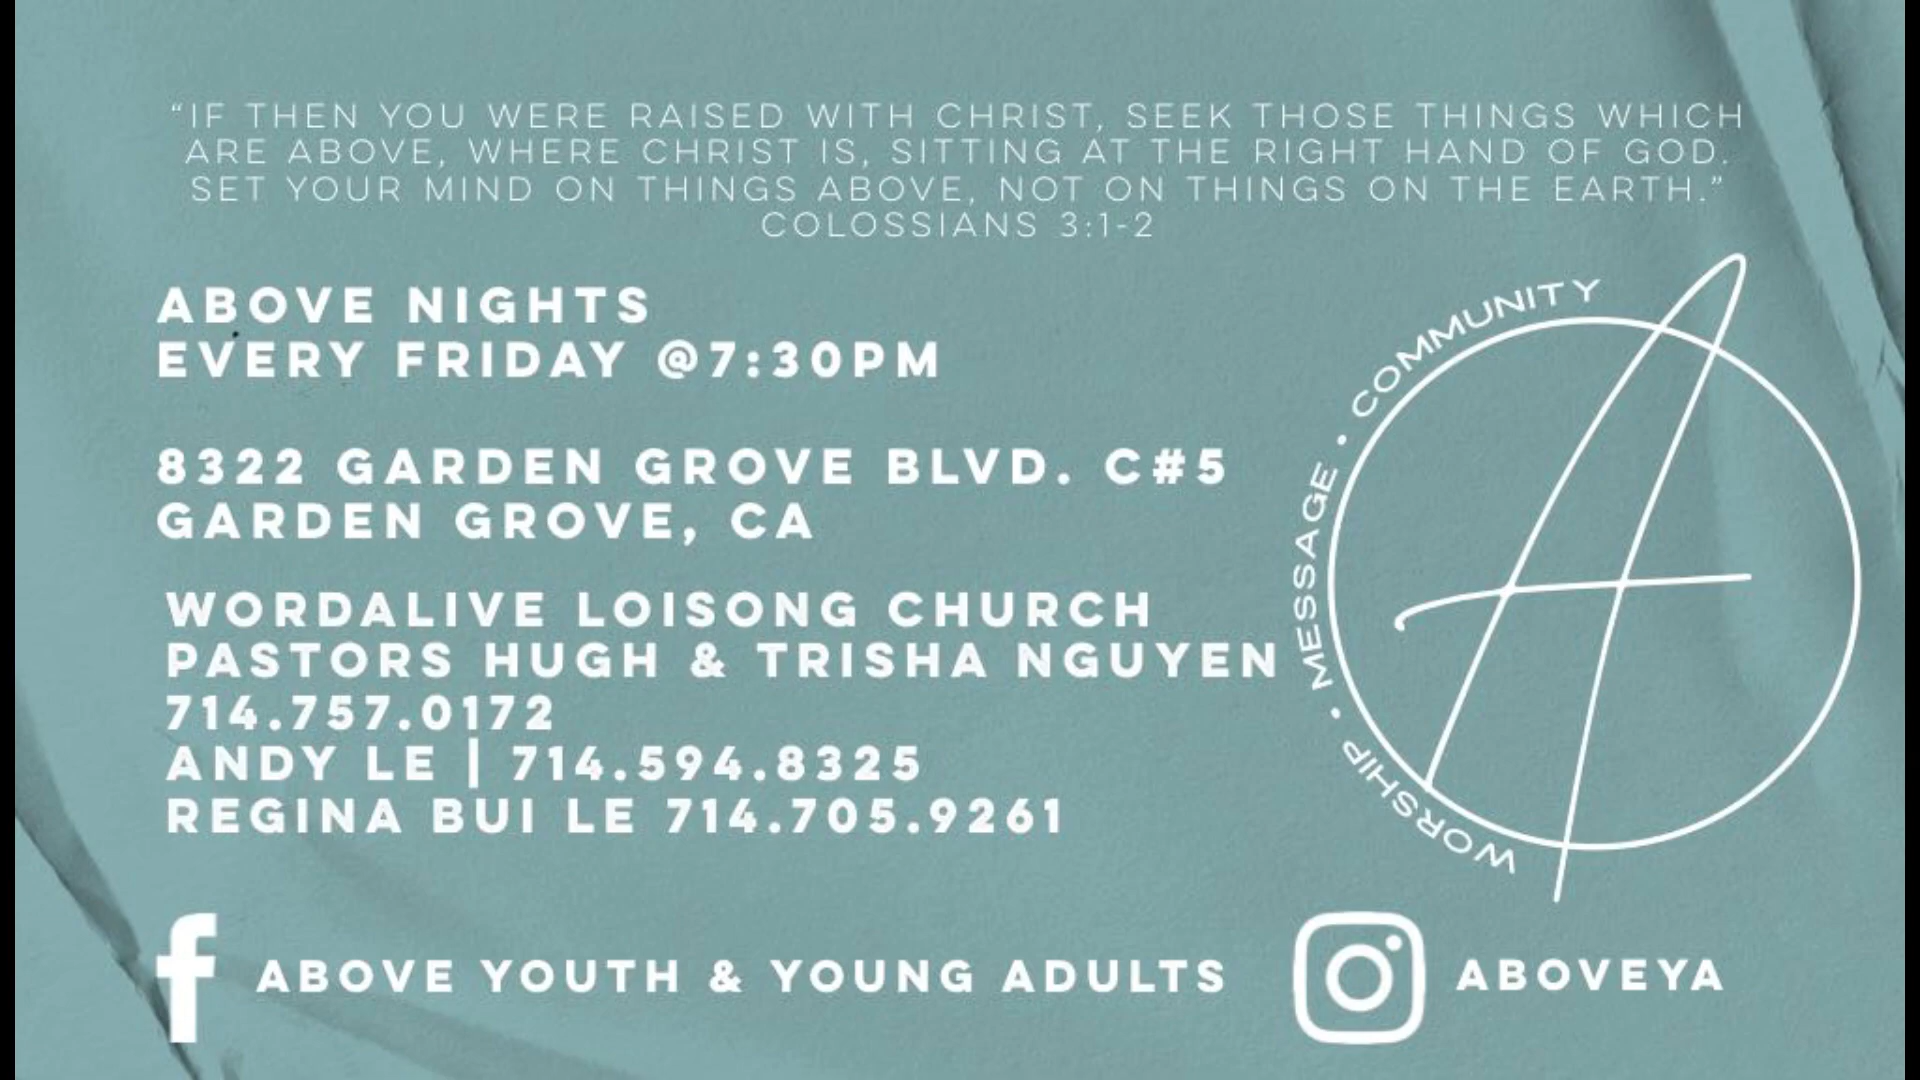 “IF THEN YOU WERE RAISED WITH CHRIST, SEEK THOSE THINGS WHICH
ARE ABOVE, WHERE CHRIST IS, SITTING AT THE RIGHT HAND OF GOD.
SET YOUR MIND ON THINGS ABOVE, NOT ON THINGS ON THE EARTH.”
COLOSSIANS 3:1-2
ABOVE NIGHTS
EVERY FRIDAY @7:30PM
8322 GARDEN GROVE BLVD. C#5
GARDEN GROVE, CA
WORDALIVE LOISONG CHURCH
PASTORS HUGH & TRISHA NGUYEN
714.757.0172
ANDY LE | 714.594.8325
REGINA BUI LE 714.705.9261
WORSHIP • MESSAGE • COMMUNITY
A
ABOVE YOUTH & YOUNG ADULTS
ABOVEYA